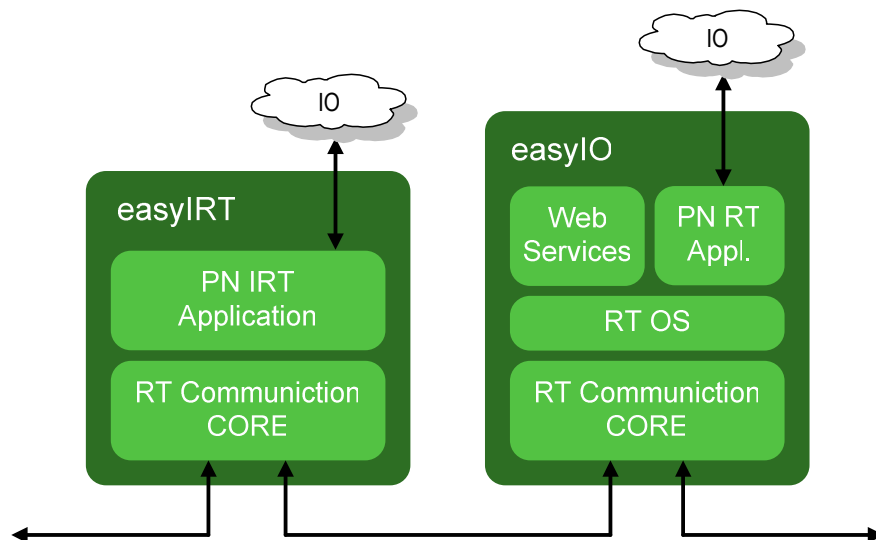 IO
easyIRT
PN IRT
Application
RT Communiction
CORE
IO
easyIO
Web
Services
PN RT
Appl.
RT OS
RT Communiction
CORE